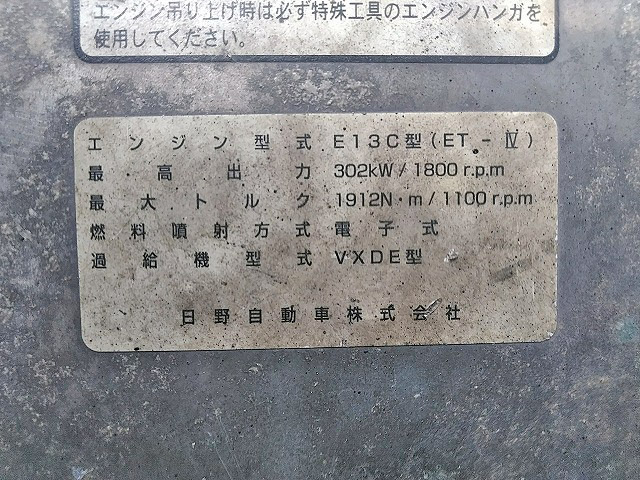 エンジン吊り上げ時は必ず特殊工具のエンジンハンガを
使用してください。
エンジン型式 E13C型(ET-Ⅳ)
最高出力 302kW/1800r.p.m
最大トルク 1912N・m/1100r.p.m
燃料噴射方式 電子式
過給機型式 VXDE型
日野自動車株式会社